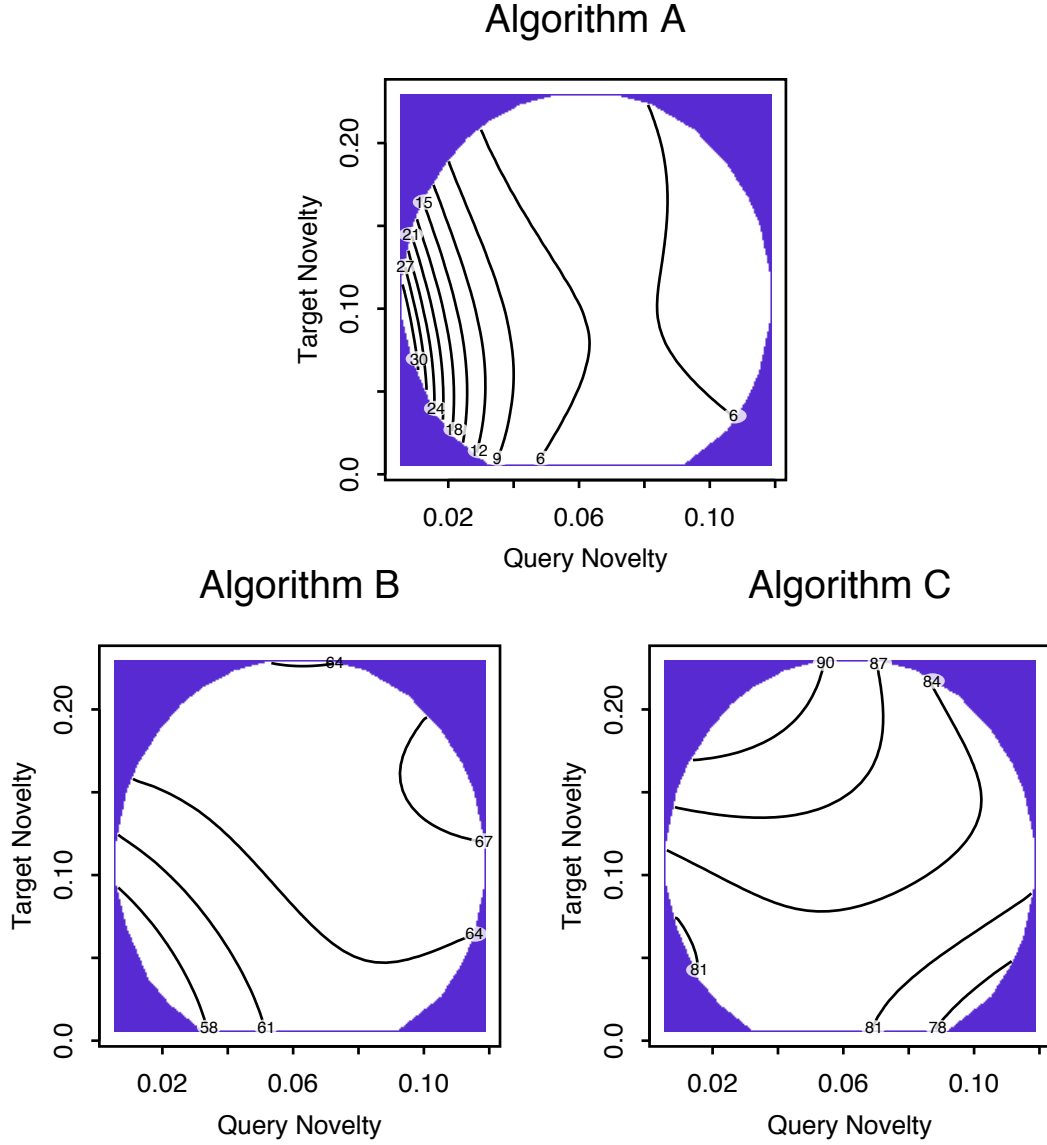 Algorithm A
Target Novelty
0.20
0.10
0.0
15
21
27
30
24
18
12
9
6
6
0.02 0.06 0.10
Query Novelty
Algorithm B
Target Novelty
0.20
0.10
0.0
64
67
64
58
61
0.02 0.06 0.10
Query Novelty
Algorithm C
Target Novelty
0.20
0.10
0.0
90
87
84
81
81
78
0.02 0.06 0.10
Query Novelty